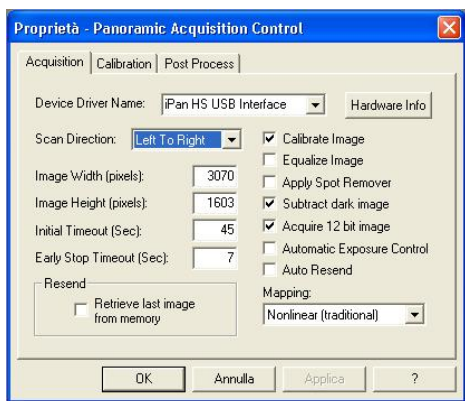 Proprietà - Panoramic Acquisition Control
Acquisition
Calibration
Post Process
Device Driver Name:
iPan HS USB Interface
Hardware Info
Scan Direction:
Left To Right
Image Width (pixels):
3070
Image Height (pixels):
1603
Initial Timeout (Sec):
45
Early Stop Timeout (Sec):
7
Resend
Retrieve last image
from memory
Calibrate Image
Equalize Image
Apply Spot Remover
Subtract dark image
Acquire 12 bit image
Automatic Exposure Control
Auto Resend
Mapping:
Nonlinear (traditional)
OK
Annulla
Applica
?